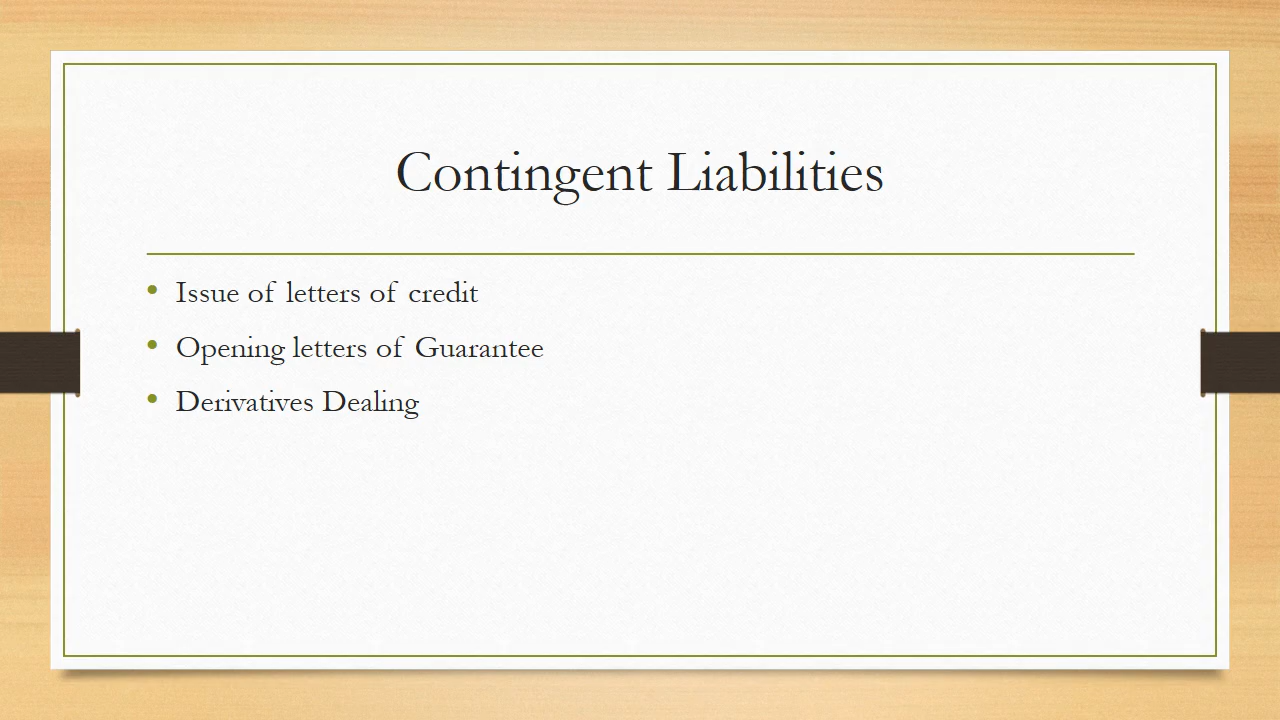 Contingent Liabilities
• Issue of letters of credit
• Opening letters of Guarantee
• Derivatives Dealing